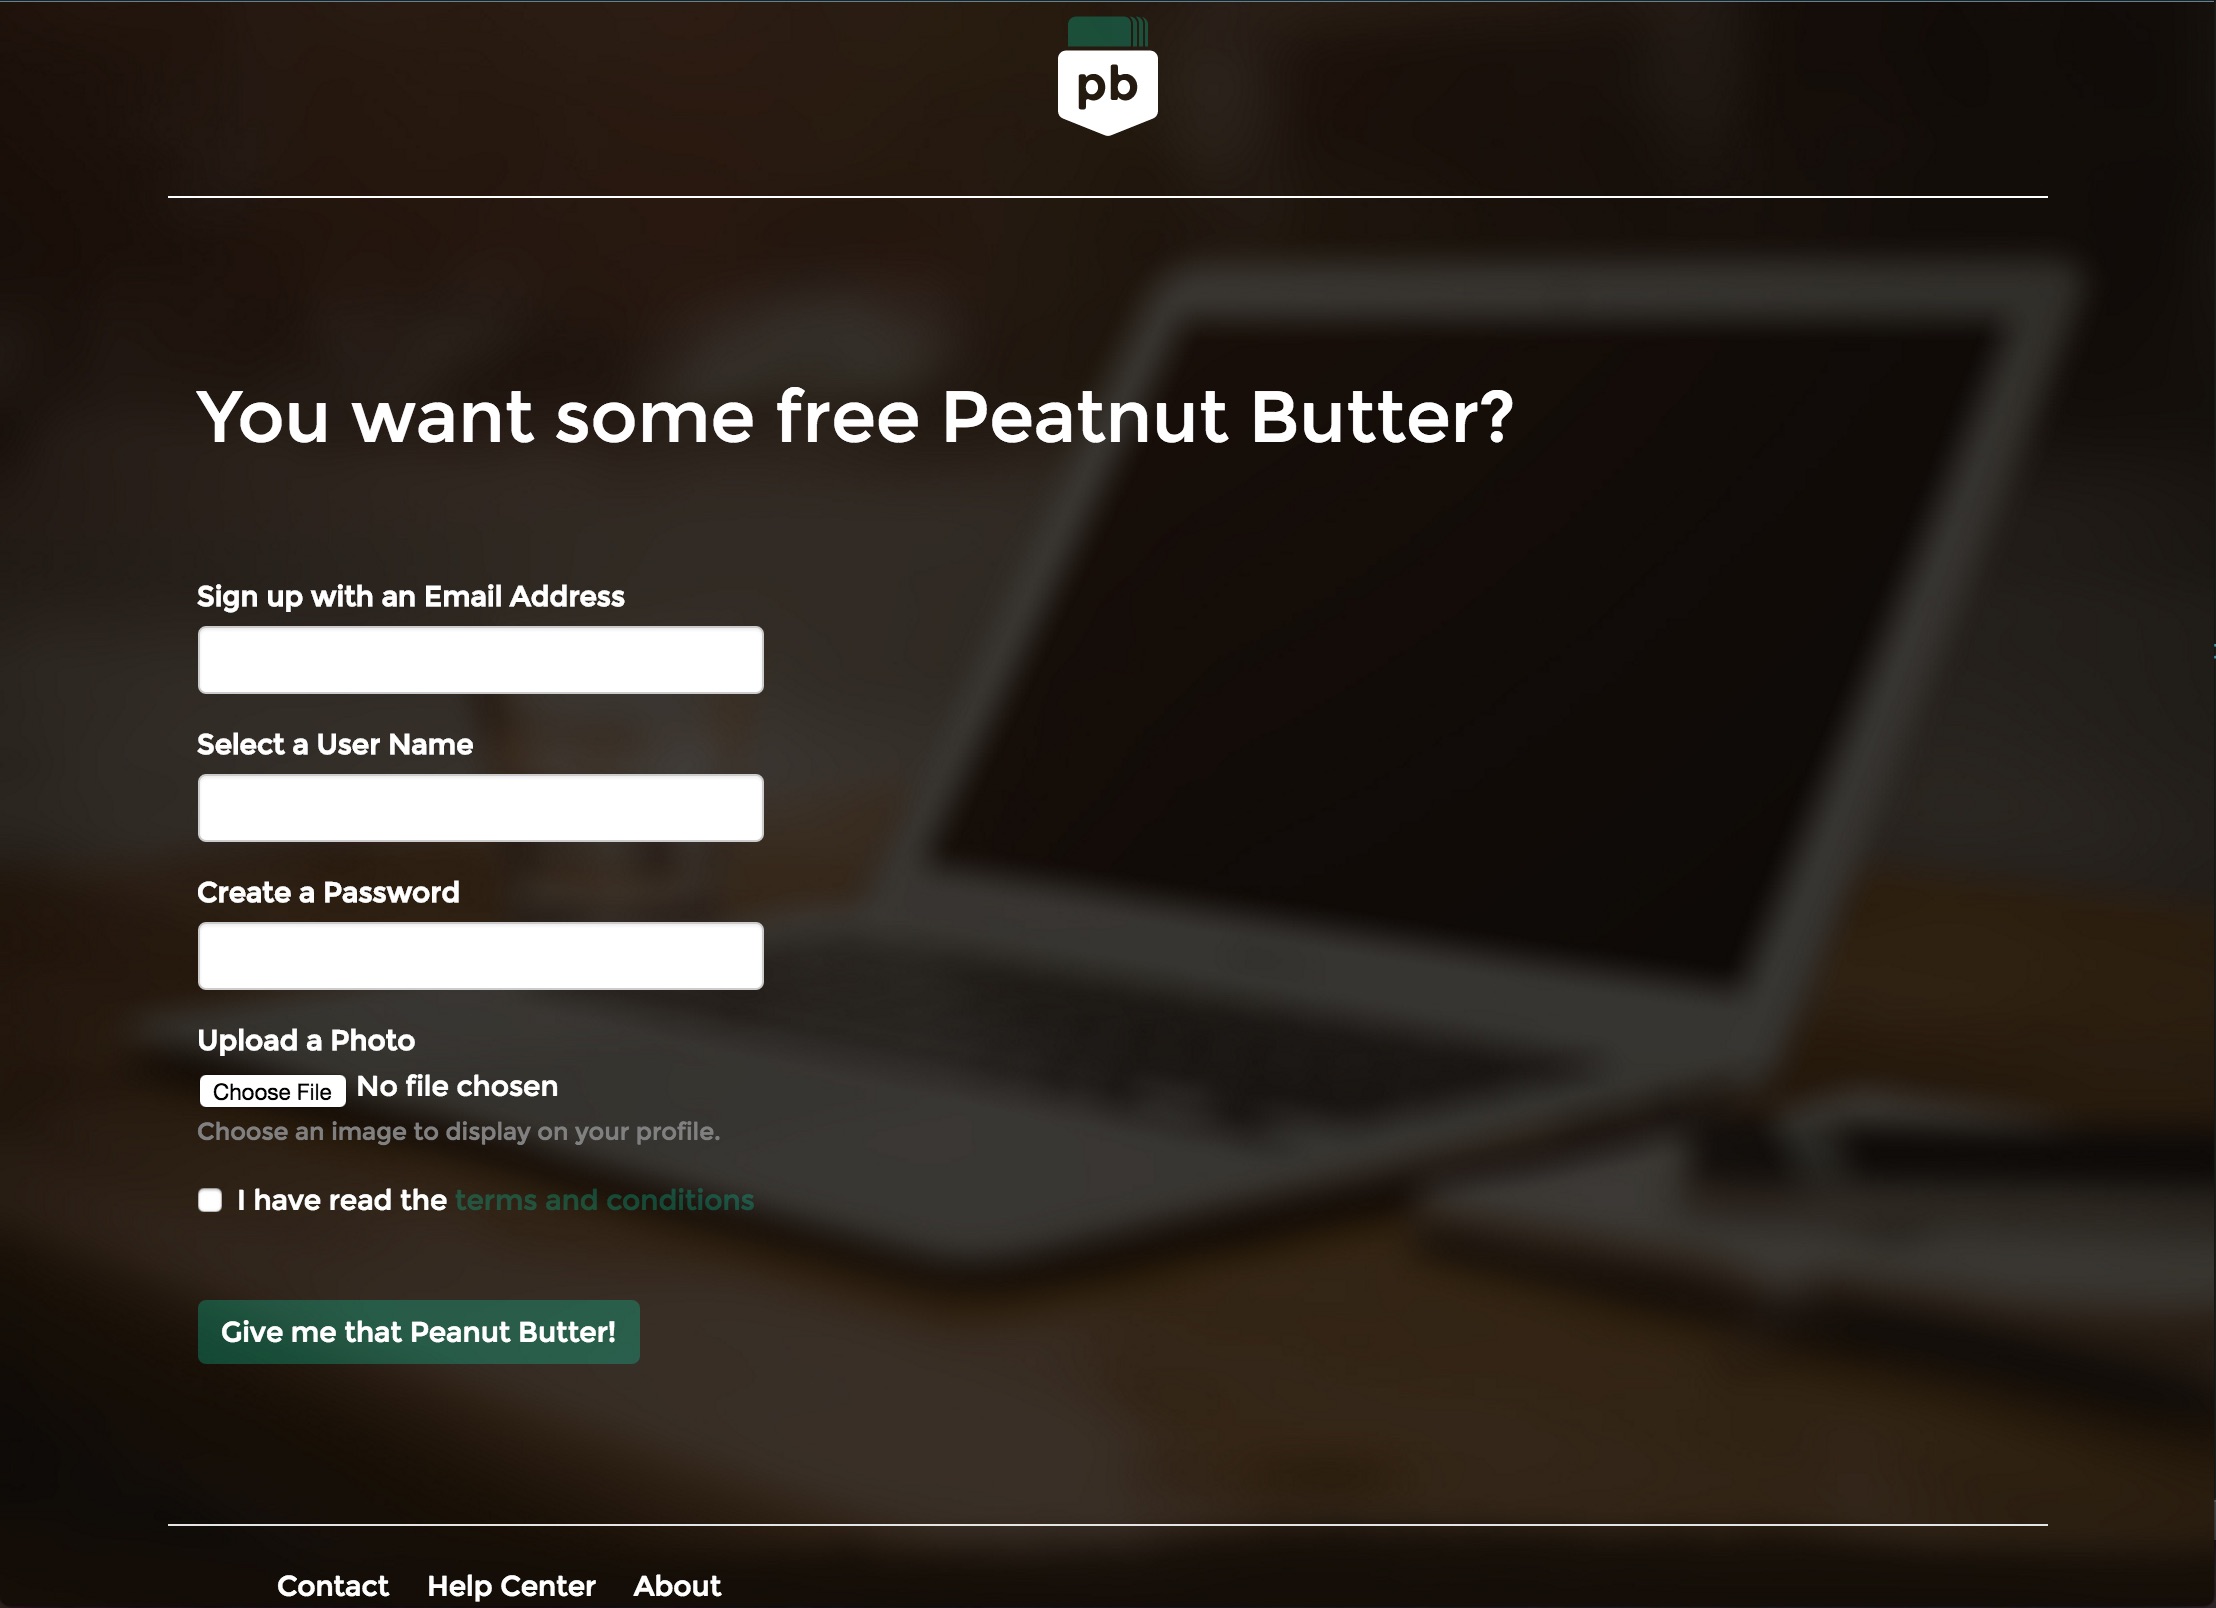 pb
You want some free Peatnut Butter?
Sign up with an Email Address
Select a User Name
Create a Password
Upload a Photo
Choose File No file chosen
Choose an image to display on your profile.
I have read the terms and conditions
Give me that Peanut Butter!
Contact Help Center About